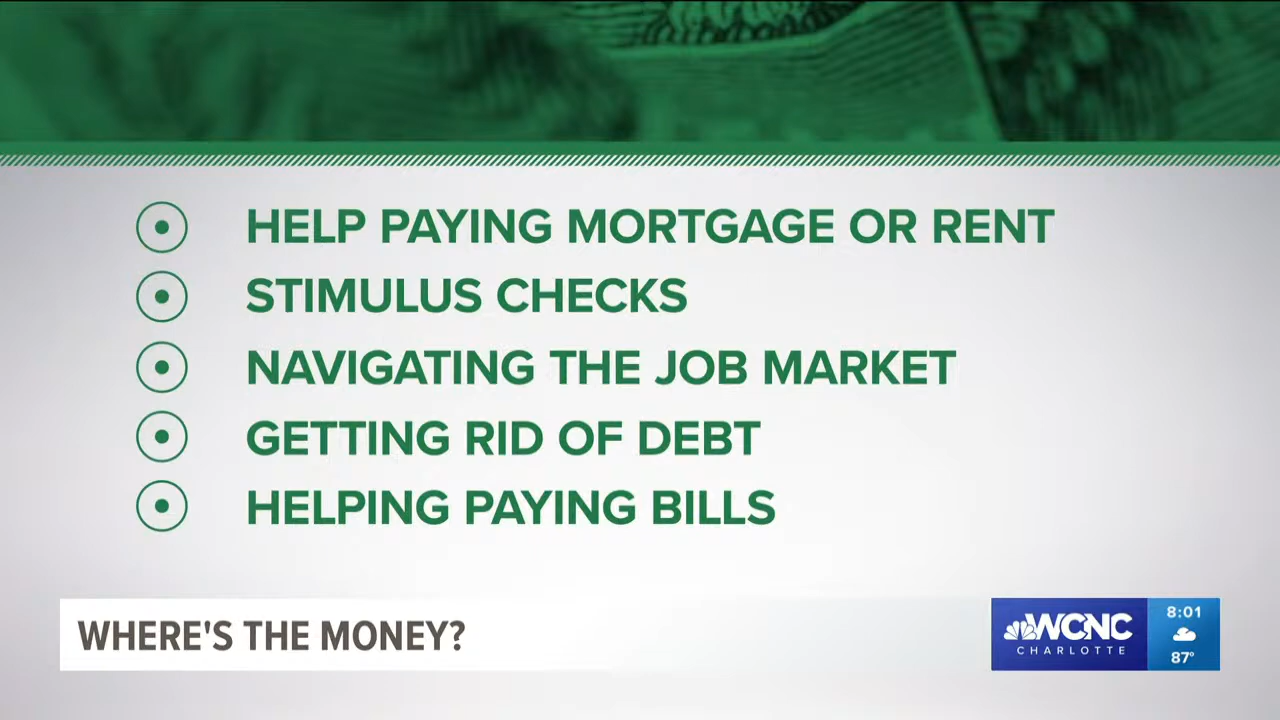 HELP PAYING MORTGAGE OR RENT
STIMULUS CHECKS
NAVIGATING THE JOB MARKET
GETTING RID OF DEBT
HELPING PAYING BILLS
WHERE'S THE MONEY?
WCNC
CHARLOTTE
8:01
87°